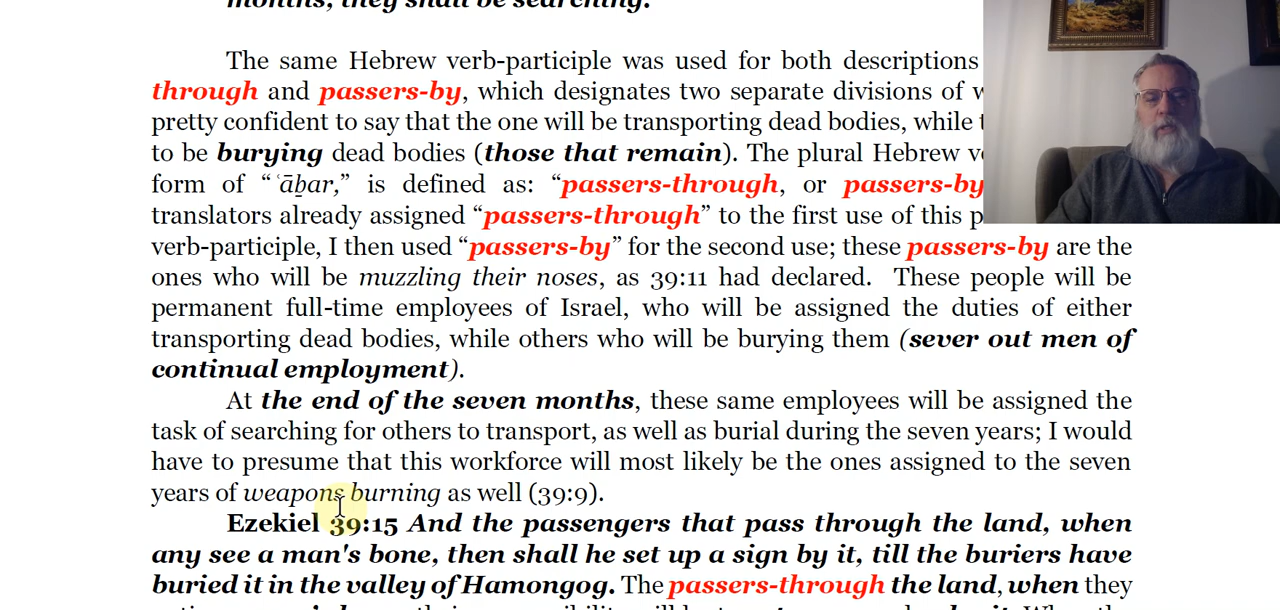 months, they shall be searching.
The same Hebrew verb-participle was used for both descriptions
through and passers-by, which designates two separate divisions of
pretty confident to say that the one will be transporting dead bodies, while
to be burying dead bodies (those that remain). The plural Hebrew
form of “ ʿāḇar,” is defined as: “passers-through, or passers-by
translators already assigned “passers-through” to the first use of this
verb-participle, I then used “passers-by” for the second use; these passers-by are the
ones who will be muzzling their noses, as 39:11 had declared. These people will be
permanent full-time employees of Israel, who will be assigned the duties of either
transporting dead bodies, while others who will be burying them (sever out men of
continual employment).
At the end of the seven months, these same employees will be assigned the
task of searching for others to transport, as well as burial during the seven years; I would
have to presume that this workforce will most likely be the ones assigned to the seven
years of weapons burning as well (39:9).
Ezekiel 39:15 And the passengers that pass through the land, when
any see a man's bone, then shall he set up a sign by it, till the buriers have
buried it in the valley of Hamongog. The passers-through the land, when they